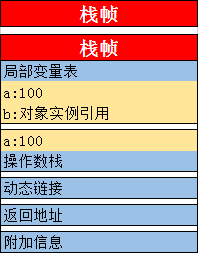 栈帧
栈帧
局部变量表
a:100
b:对象实例引用
a:100
操作数栈
动态链接
返回地址
附加信息